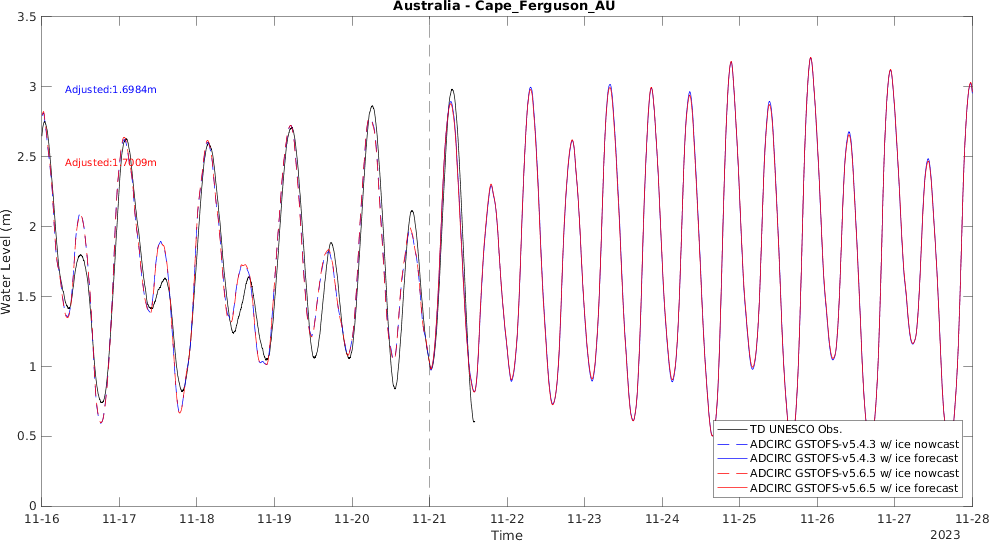 Australia - Cape_Ferguson_AU
3.5
3
2.5
2
1.5
1
0.5
0
Water Level (m)
Adjusted:1.6984m
Adjusted:1.7009m
TD UNESCO Obs.
ADCIRC GSTOFS-v5.4.3 w/ ice nowcast
ADCIRC GSTOFS-v5.4.3 w/ ice forecast
ADCIRC GSTOFS-v5.6.5 w/ ice nowcast
ADCIRC GSTOFS-v5.6.5 w/ ice forecast
11-16 11-17 11-18 11-19 11-20 11-21 11-22 11-23 11-24 11-25 11-26 11-27 11-28
Time
2023